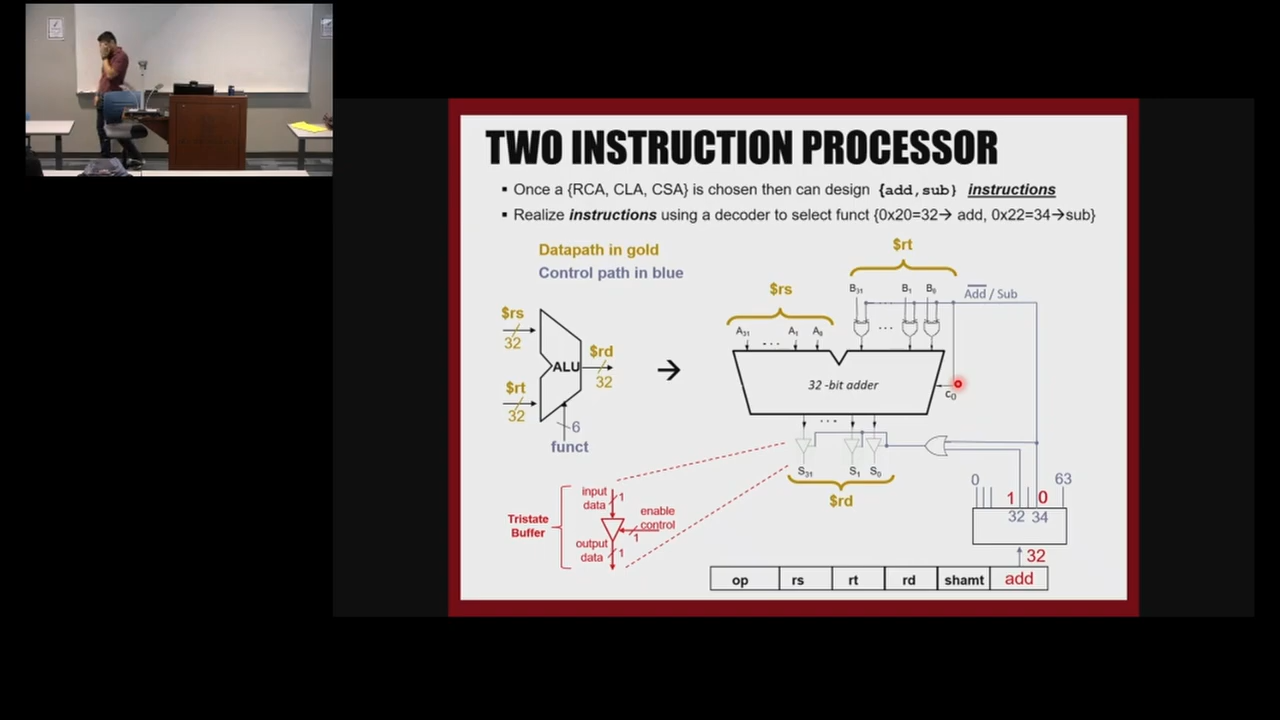 TWO INSTRUCTION PROCESSOR
▪ Once a {RCA, CLA, CSA} is chosen then can design {add,sub} instructions
▪ Realize instructions using a decoder to select funct {0x20=32→ add, 0x22=34→sub}
Datapath in gold
Control path in blue
$rs
32
$rt
32
ALU
$rd
32
6
funct
→
$rs
A31
...
A1
A0
$rt
B31
B1
B0
...
Add / Sub
32 -bit adder
c0
...
S31
S1
S0
$rd
Tristate
Buffer
input
data
1
enable
control
1
output
data
1
0
63
1
0
32
34
32
op
rs
rt
rd
shamt
add